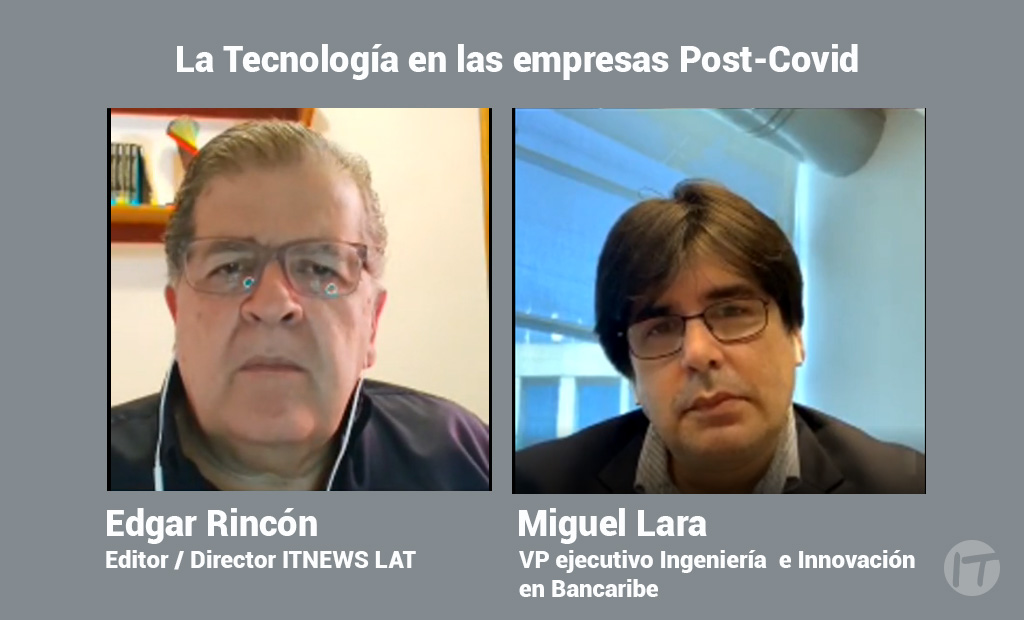 La Tecnología en las empresas Post-Covid
Edgar Rincón
Editor / Director ITNEWS LAT
Miguel Lara
VP ejecutivo Ingeniería e Innovación
en Bancaribe
IT